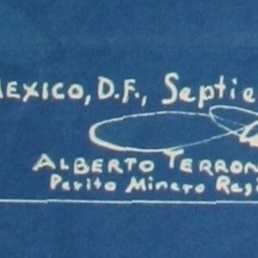 MEXICO, D.F., Septie
ALBERTO TERRON
Perito Minero Regi